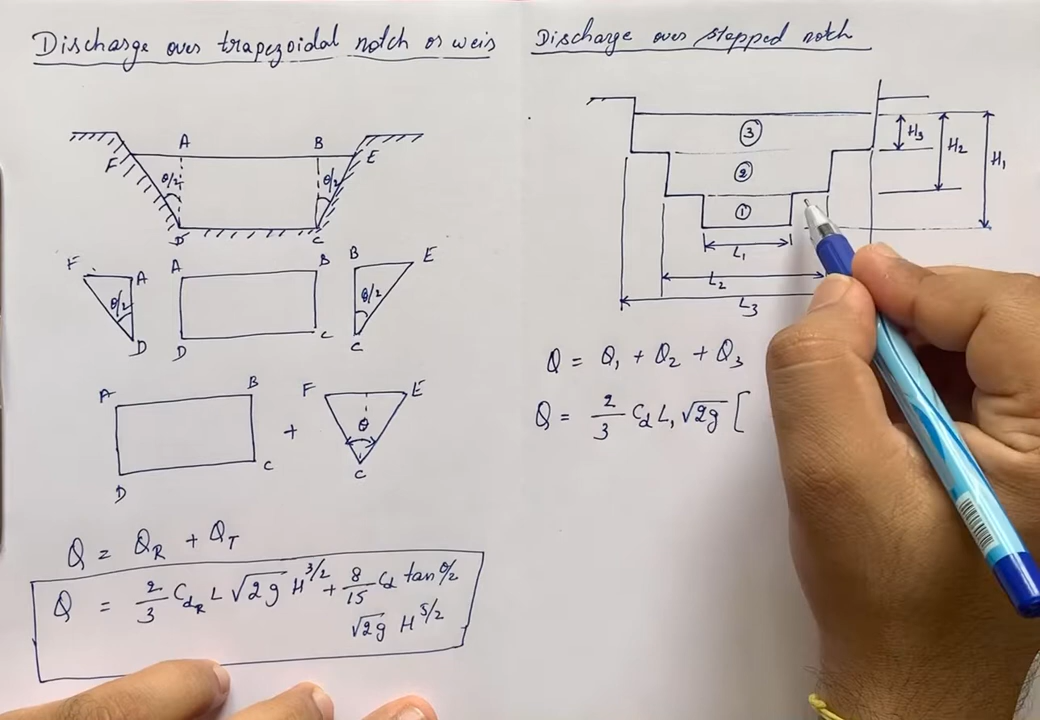 Discharge over trapezoidal notch or weir
A B
F E
θ/2 θ/2
D C
F A A B B E
θ/2 θ/2
D D C C
A B F E
+ θ
D C C
Q = Q_R + Q_T
Q = 2/3 C_{d_R} L √2g H^{3/2} + 8/15 C_d tan θ/2
√2g H^{5/2}
Discharge over stepped notch
③ H₃
② H₂ H₁
①
L₁
L₂
L₃
Q = Q₁ + Q₂ + Q₃
Q = 2/3 C_d L₁ √2g [